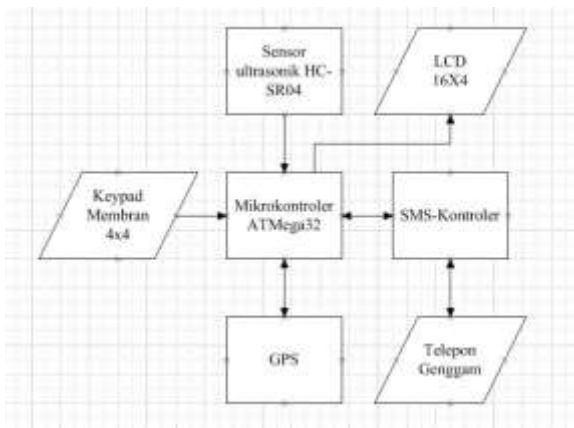 Sensor
ultrasonik HC-
SR04
LCD
16X4
Keypad
Membran
4x4
Mikrokontroler
ATMega32
SMS-Kontroler
GPS
Telepon
Genggam